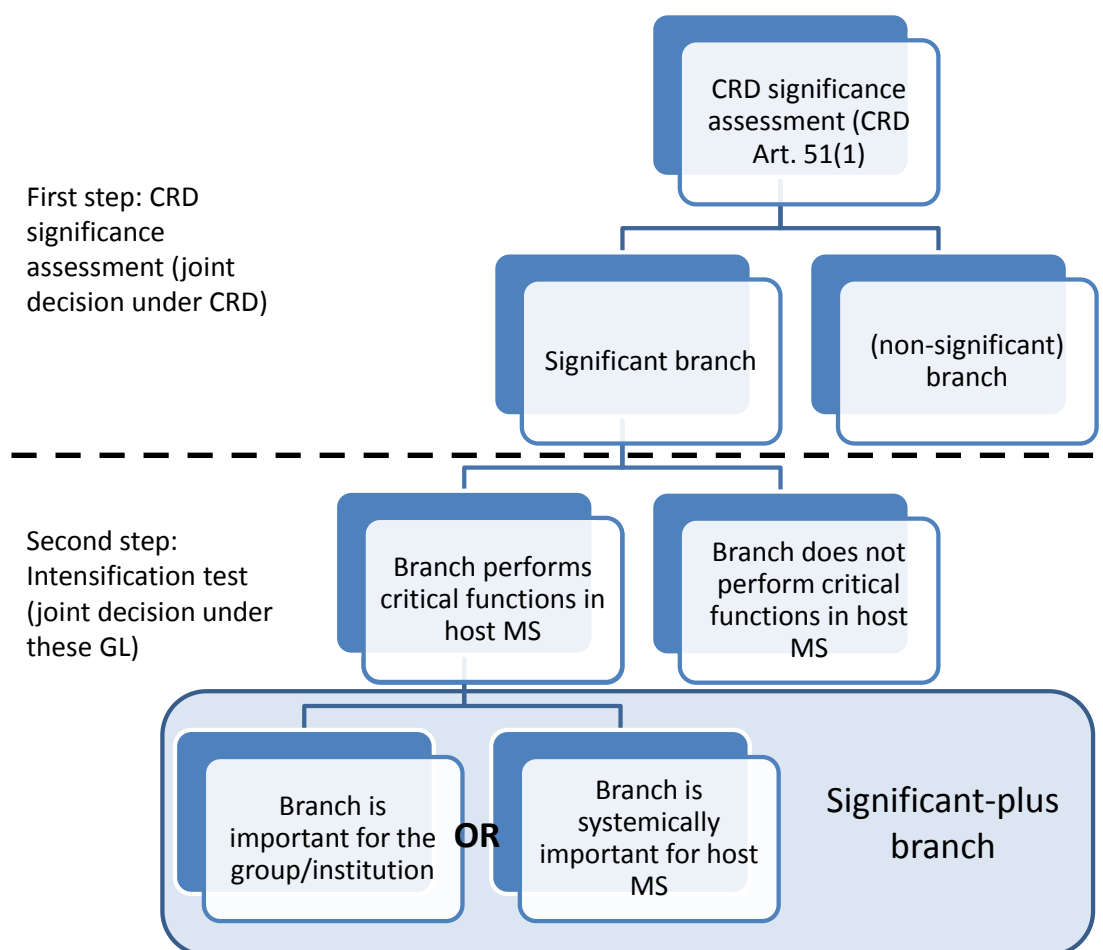 CRD significance
assessment (CRD
Art. 51(1)
First step: CRD
significance
assessment (joint
decision under CRD)
Significant branch
(non-significant)
branch
Second step:
Intensification test
(joint decision under
these GL)
Branch performs
critical functions in
host MS
Branch does not
perform critical
functions in host
MS
Branch is
important for the
group/institution
OR
Branch is
systemically
important for host
MS
Significant-plus
branch